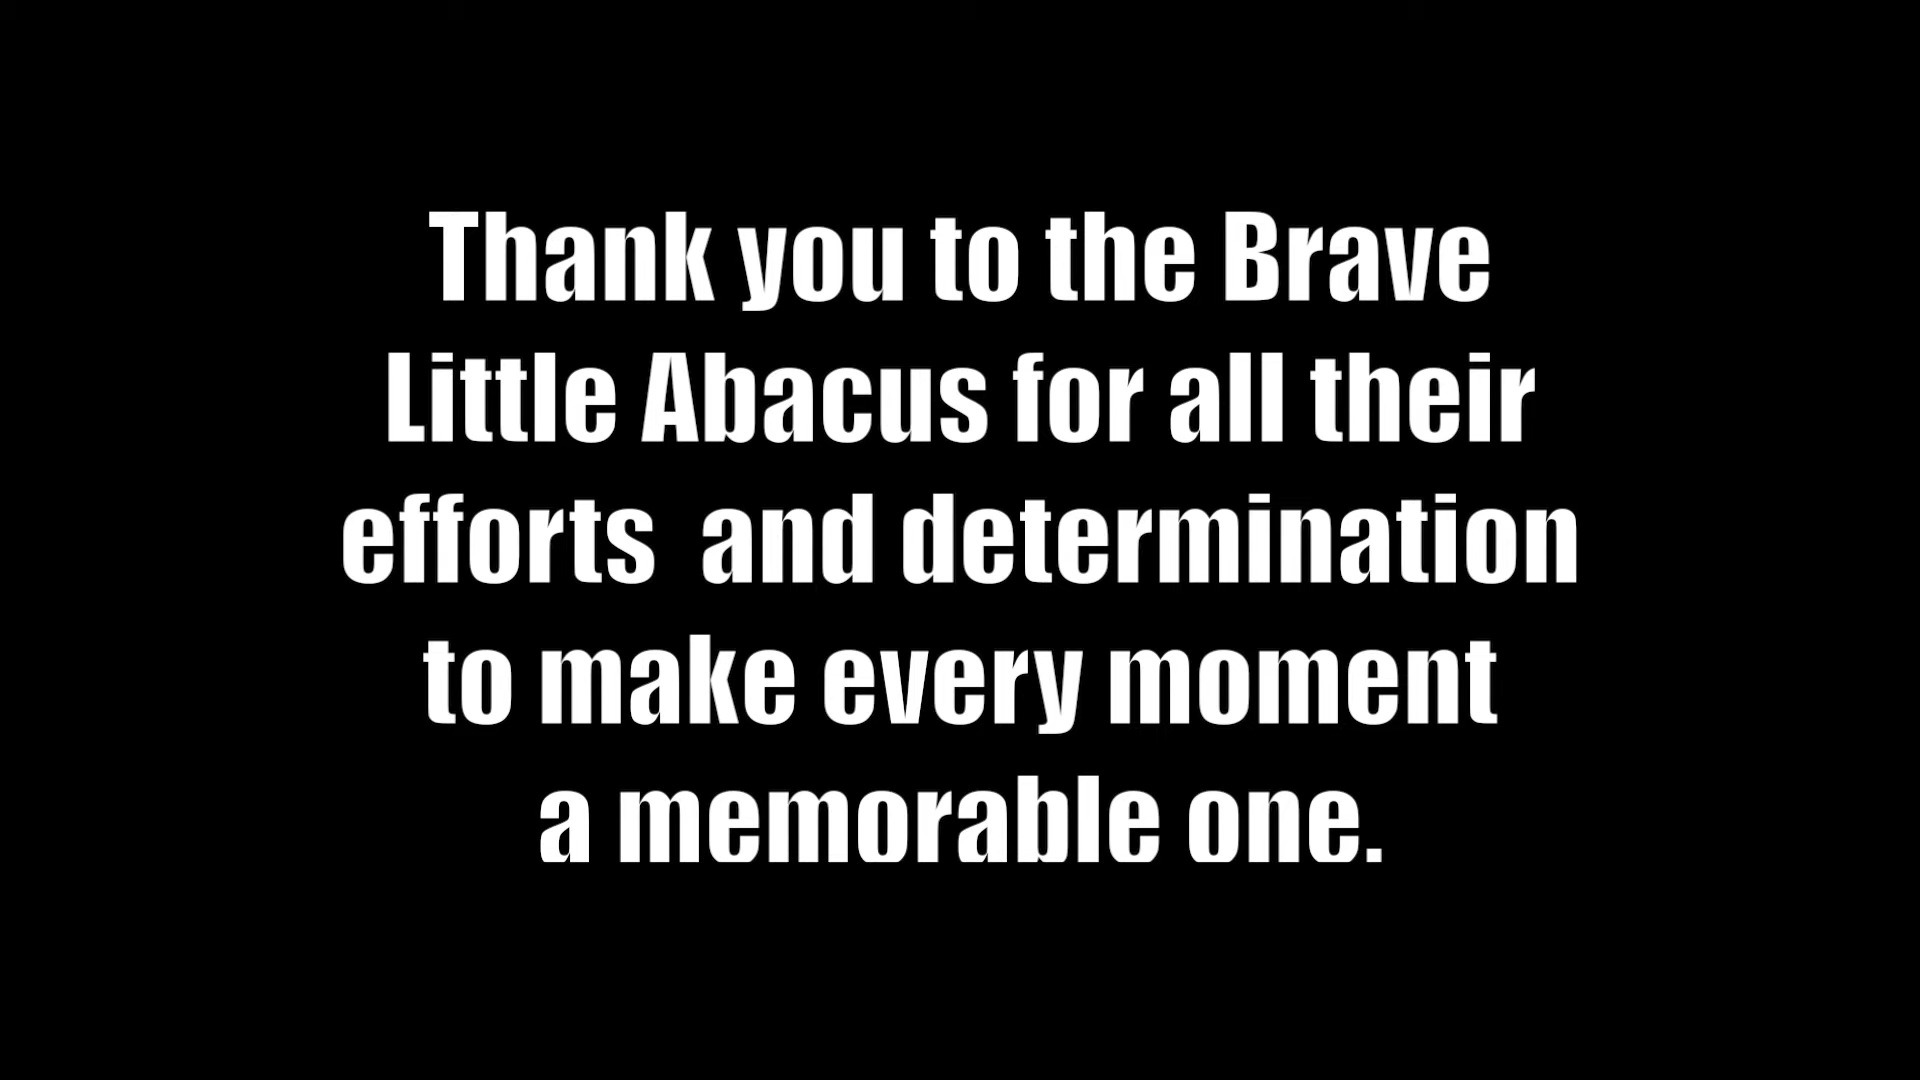 Thank you to the Brave
Little Abacus for all their
efforts  and determination
to make every moment
a memorable one.